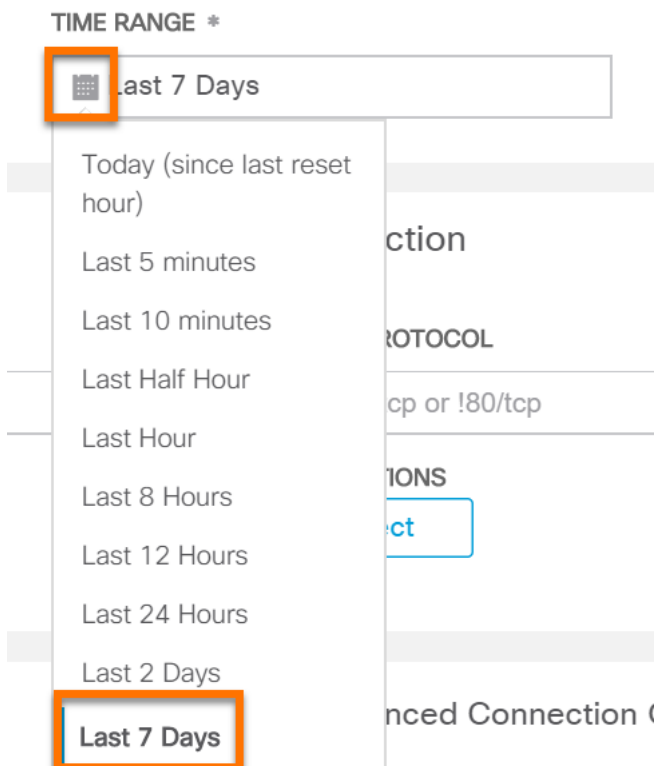 TIME RANGE *
Last 7 Days
Today (since last reset
hour)
Last 5 minutes
Last 10 minutes
Last Half Hour
Last Hour
Last 8 Hours
Last 12 Hours
Last 24 Hours
Last 2 Days
Last 7 Days
ction
ROTOCOL
cp or !80/tcp
TIONS
ect
nced Connection